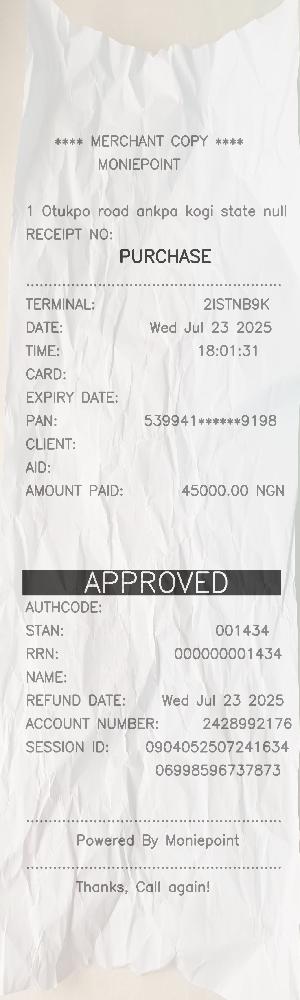 **** MERCHANT COPY ****
MONIEPOINT
1 Otukpo road ankpa kogi state null
RECEIPT NO:
PURCHASE
TERMINAL: 2ISTNB9K
DATE: Wed Jul 23 2025
TIME: 18:01:31
CARD:
EXPIRY DATE:
PAN: 539941******9198
CLIENT:
AID:
AMOUNT PAID: 45000.00 NGN
APPROVED
AUTHCODE:
STAN: 001434
RRN: 000000001434
NAME:
REFUND DATE: Wed Jul 23 2025
ACCOUNT NUMBER: 2428992176
SESSION ID: 0904052507241634
06998596737873
Powered By Moniepoint
Thanks, Call again!